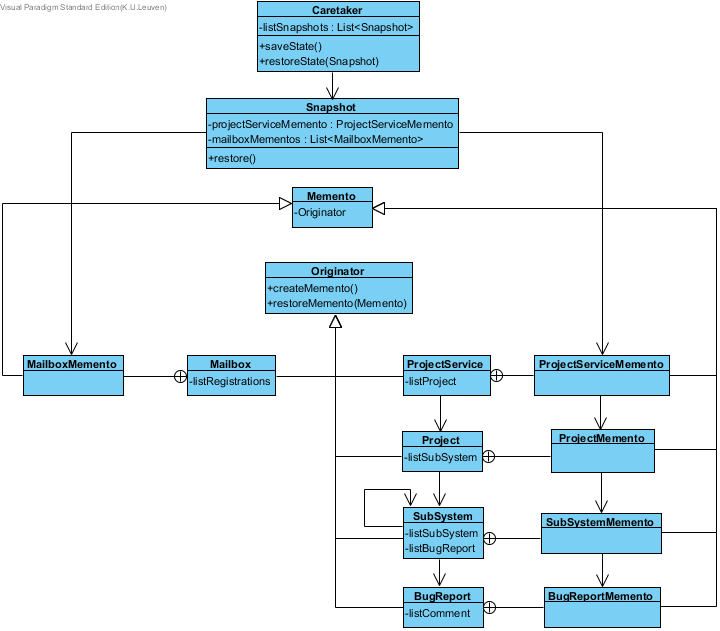 Visual Paradigm Standard Edition(K.U.Leuven)
Caretaker
-listSnapshots : List<Snapshot>
+saveState()
+restoreState(Snapshot)
Snapshot
-projectServiceMemento : ProjectServiceMemento
-mailboxMementos : List<MailboxMemento>
+restore()
Memento
-Originator
Originator
+createMemento()
+restoreMemento(Memento)
MailboxMemento
Mailbox
-listRegistrations
ProjectService
-listProject
ProjectServiceMemento
Project
-listSubSystem
ProjectMemento
SubSystem
-listSubSystem
-listBugReport
SubSystemMemento
BugReport
-listComment
BugReportMemento